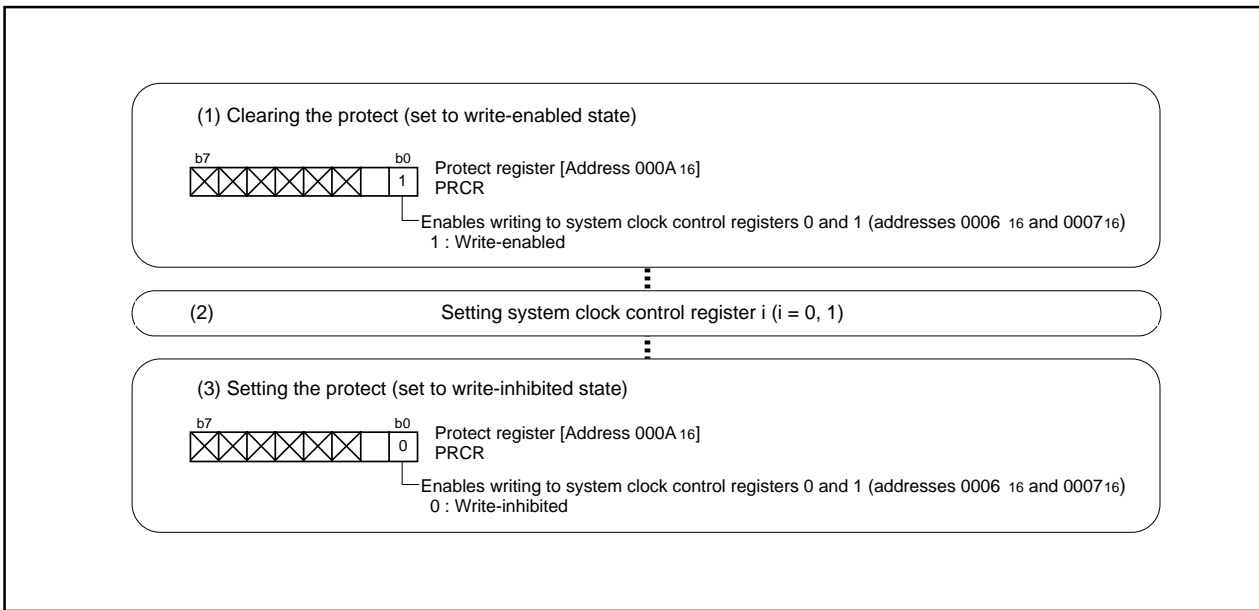 (1) Clearing the protect (set to write-enabled state)
b7 b0
1
Protect register [Address 000A 16]
PRCR
Enables writing to system clock control registers 0 and 1 (addresses 0006 16 and 000716)
1 : Write-enabled
(2) Setting system clock control register i (i = 0, 1)
(3) Setting the protect (set to write-inhibited state)
b7 b0
0
Protect register [Address 000A 16]
PRCR
Enables writing to system clock control registers 0 and 1 (addresses 0006 16 and 000716)
0 : Write-inhibited